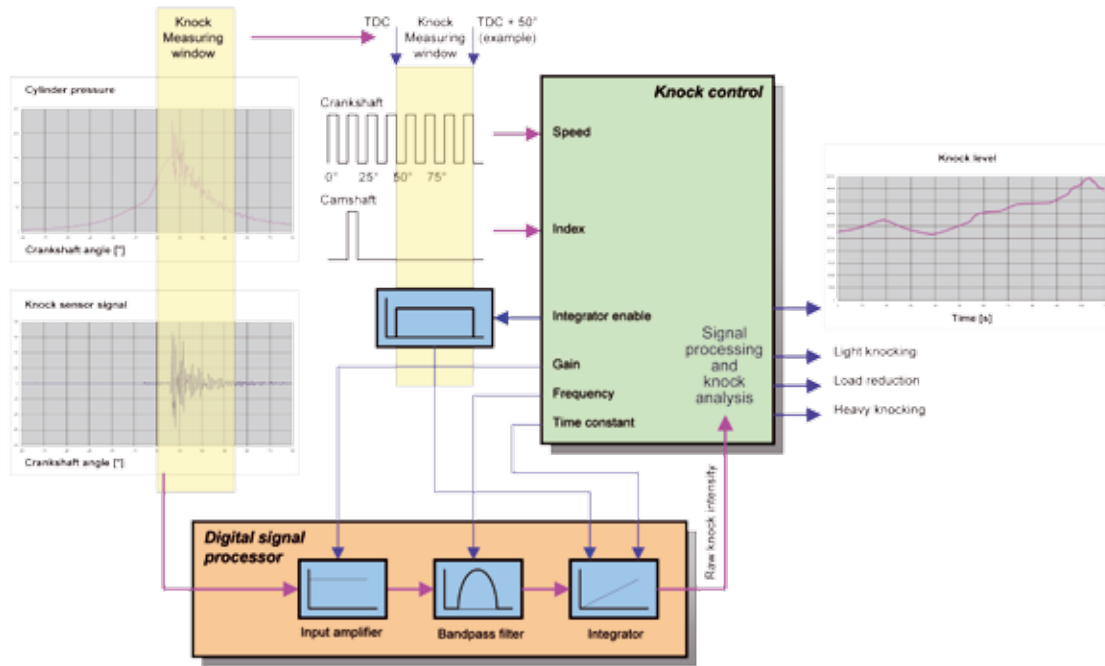 Knock
Measuring
window
TDC
Knock
Measuring
window
TDC + 50°
(example)
Cylinder pressure
Crankshaft angle [°]
Knock sensor signal
Crankshaft angle [°]
Crankshaft
0° 25° 50° 75°
Camshaft
Knock control
Speed
Index
Integrator enable
Gain
Frequency
Time constant
Signal
processing
and
knock
analysis
Knock level
Time [s]
Light knocking
Load reduction
Heavy knocking
Raw knock intensity
Digital signal
processor
Input amplifier
Bandpass filter
Integrator